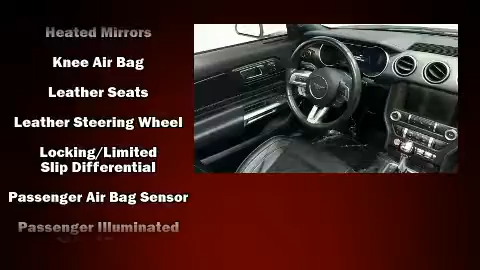 Heated Mirrors
Knee Air Bag
Leather Seats
Leather Steering Wheel
Locking/Limited
Slip Differential
Passenger Air Bag Sensor
Passenger Illuminated